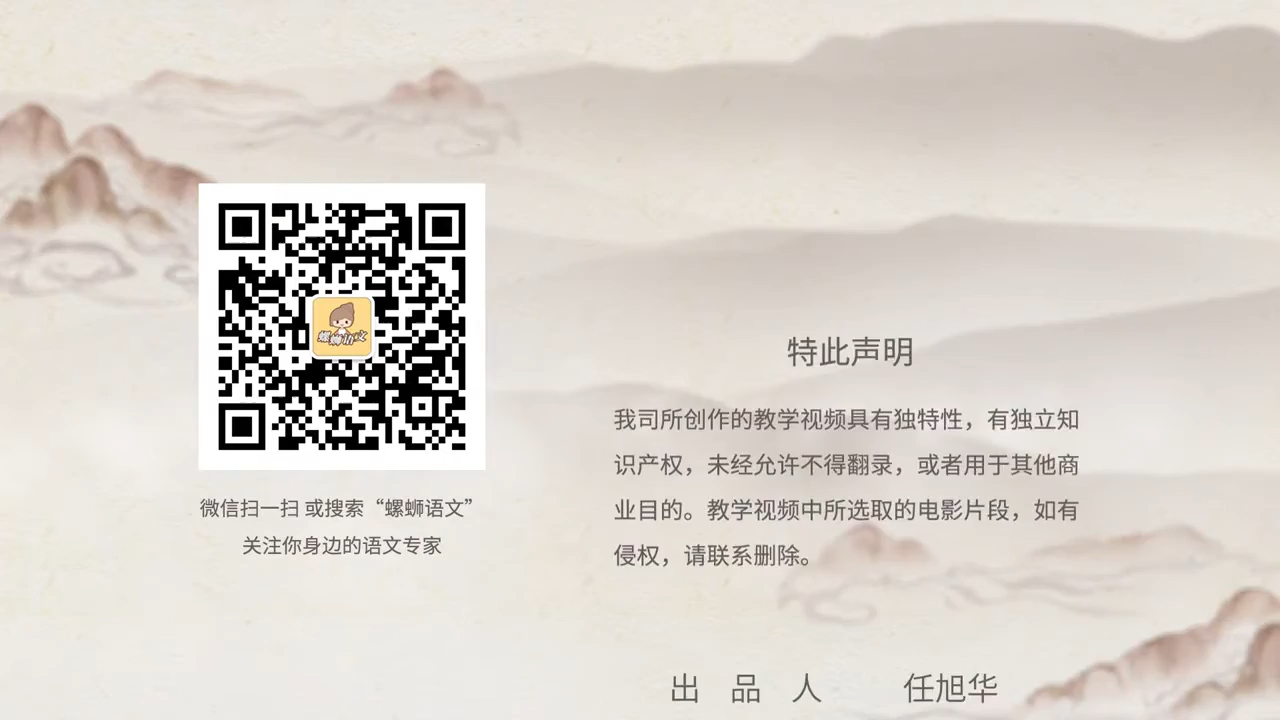 螺蛳语文
微信扫一扫 或搜索“螺蛳语文”
关注你身边的语文专家
特此声明
我司所创作的教学视频具有独特性，有独立知
识产权，未经允许不得翻录，或者用于其他商
业目的。教学视频中所选取的电影片段，如有
侵权，请联系删除。
出 品 人 任旭华